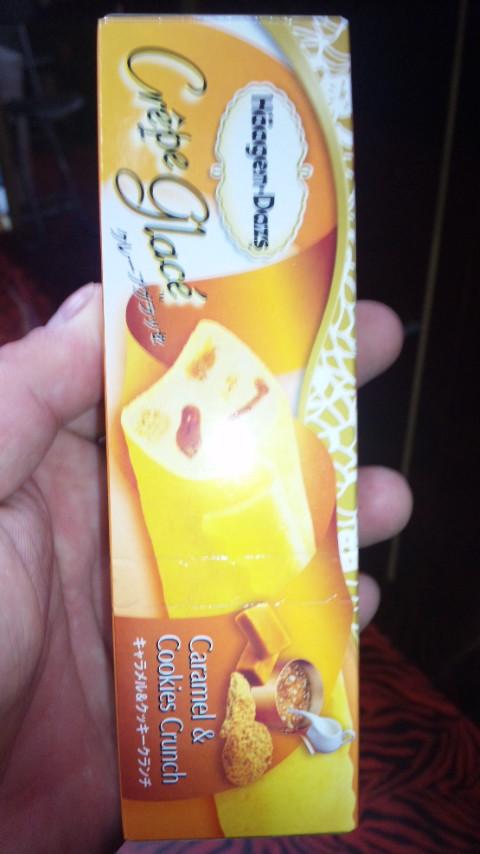 Häagen-Dazs
Crêpe Glacé
クレープグラッセ
Caramel &
Cookies Crunch
キャラメル&クッキークランチ